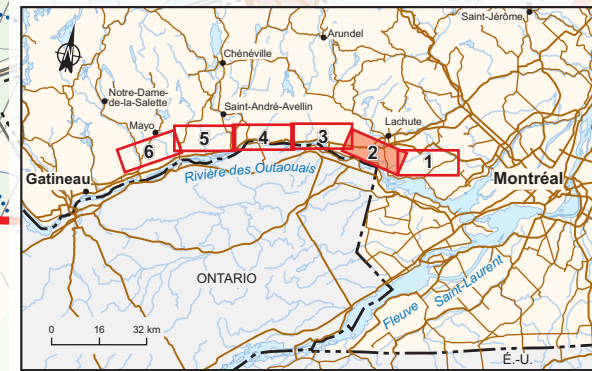 Saint-Jérôme
Arundel
Chénéville
Notre-Dame-
de-la-Salette
Saint-André-Avellin
Mayo
Lachute
6
5
4
3
2
1
Gatineau
Rivière des Outaouais
Montréal
ONTARIO
Fleuve Saint-Laurent
0 16 32 km
É.-U.